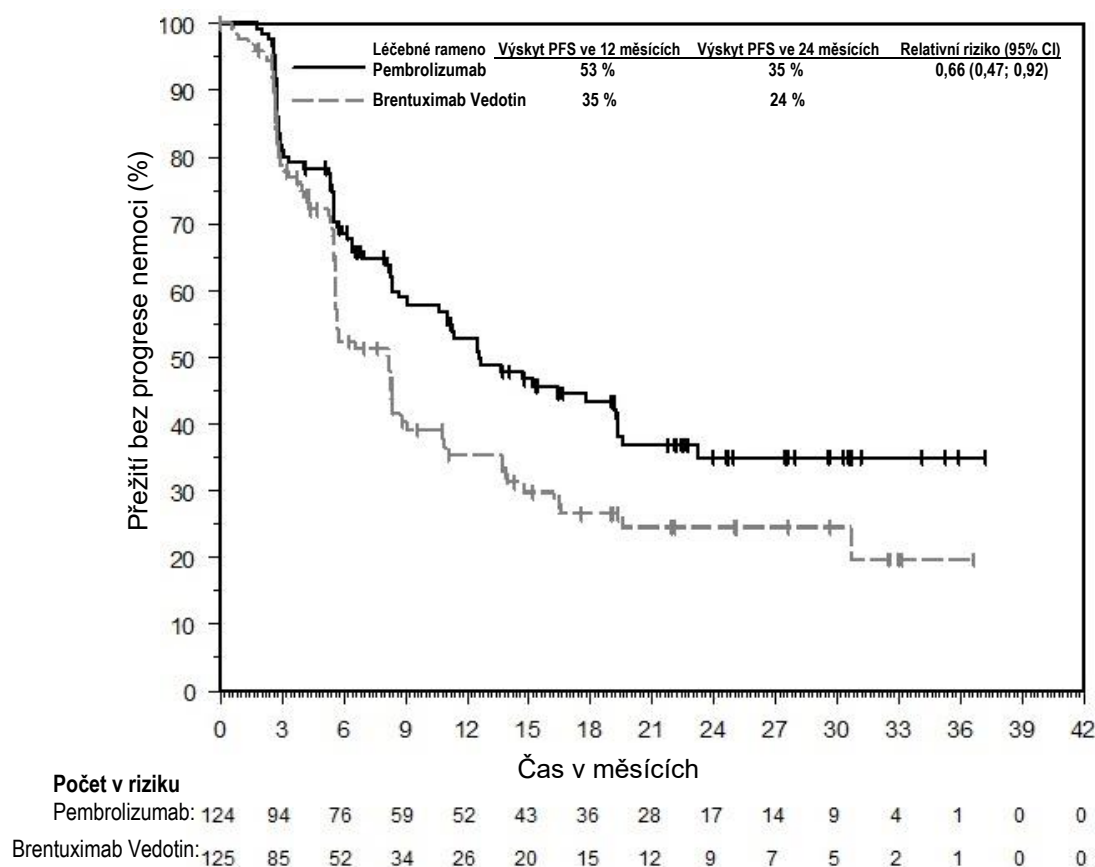 Léčebné rameno Výskyt PFS ve 12 měsících Výskyt PFS ve 24 měsících Relativní riziko (95% CI)
Pembrolizumab 53 % 35 % 0,66 (0,47; 0,92)
Brentuximab Vedotin 35 % 24 %
Přežití bez progrese nemoci (%)
100
90
80
70
60
50
40
30
20
10
0
0 3 6 9 12 15 18 21 24 27 30 33 36 39 42
Čas v měsících
Počet v riziku
Pembrolizumab: 124 94 76 59 52 43 36 28 17 14 9 4 1 0 0
Brentuximab Vedotin: 125 85 52 34 26 20 15 12 9 7 5 2 1 0 0